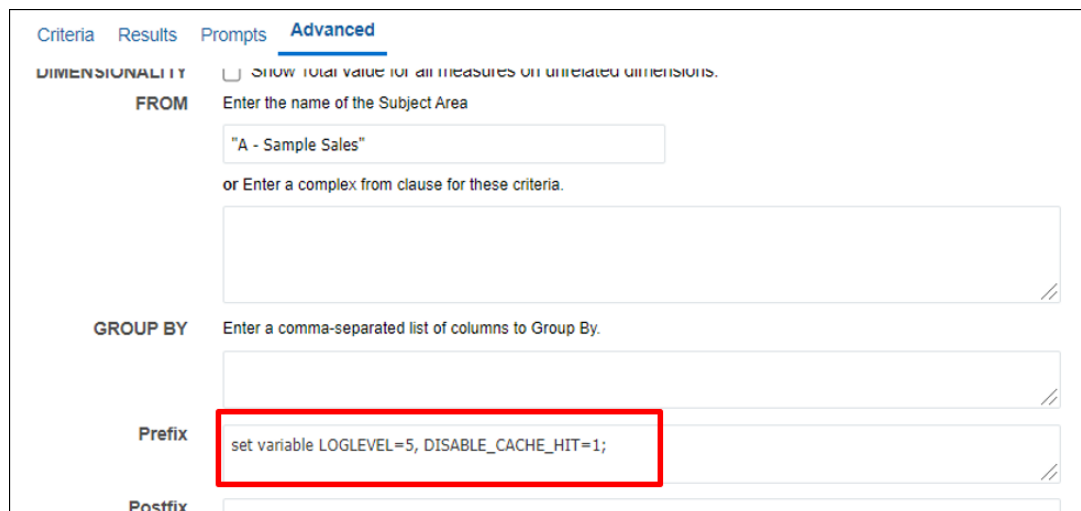 Criteria Results Prompts Advanced
DIMENSIONALITY Show Total value for all measures on unrelated dimensions.
FROM Enter the name of the Subject Area
"A - Sample Sales"
or Enter a complex from clause for these criteria.
GROUP BY Enter a comma-separated list of columns to Group By.
Prefix set variable LOGLEVEL=5, DISABLE_CACHE_HIT=1;
Postfix